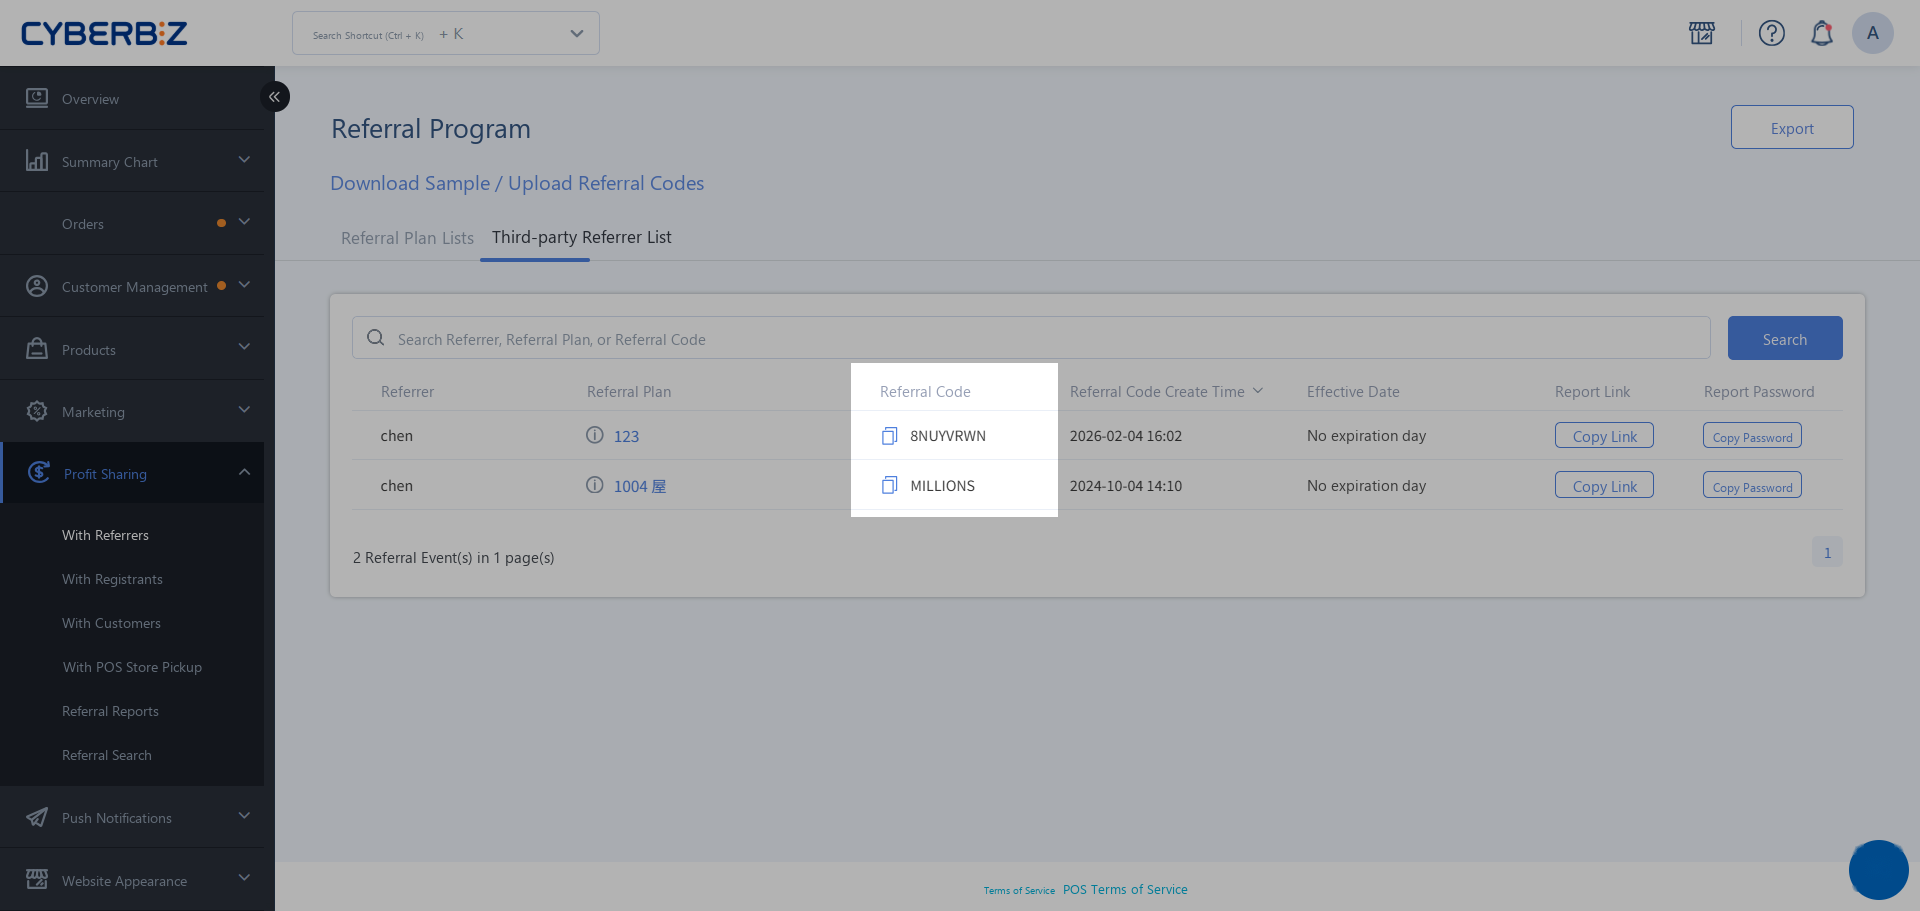 CYBERBIZ
Search Shortcut (Ctrl + K) + K
A
Overview
Summary Chart
Orders
Customer Management
Products
Marketing
Profit Sharing
With Referrers
With Registrants
With Customers
With POS Store Pickup
Referral Reports
Referral Search
Push Notifications
Website Appearance
Referral Program
Export
Download Sample / Upload Referral Codes
Referral Plan Lists Third-party Referrer List
Search Referrer, Referral Plan, or Referral Code Search
Referrer Referral Plan Referral Code Referral Code Create Time Effective Date Report Link Report Password
chen 123 8NUYVRWN 2026-02-04 16:02 No expiration day Copy Link Copy Password
chen 1004 屋 MILLIONS 2024-10-04 14:10 No expiration day Copy Link Copy Password
2 Referral Event(s) in 1 page(s) 1
Terms of Service POS Terms of Service